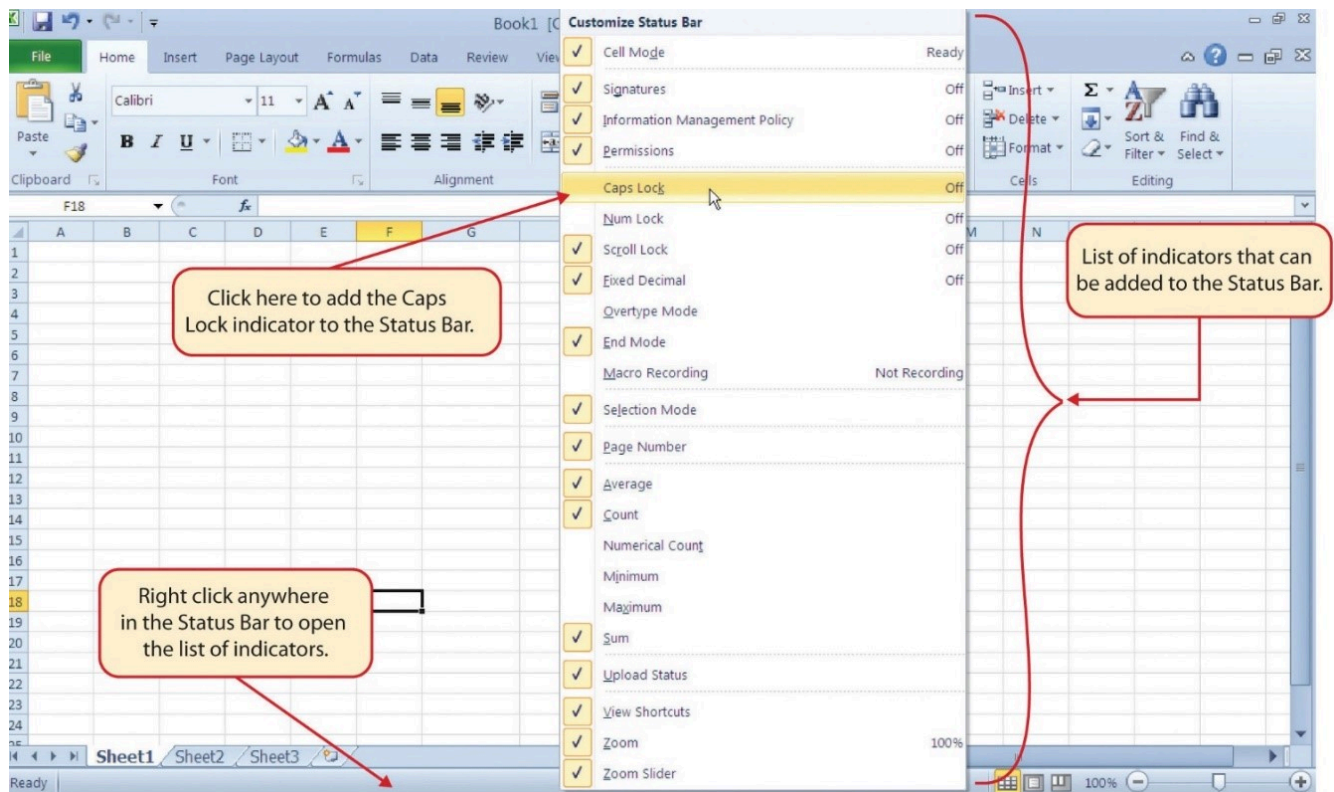 Book1 [C
File Home Insert Page Layout Formulas Data Review View
Paste
Calibri 11
B I U
Insert
Delete
Format
Σ
Sort &
Filter
Find &
Select
Clipboard Font Alignment Cells Editing
F18 fx
A B C D E F G M N
1
2
3
4
5
6
7
8
9
10
11
12
13
14
15
16
17
18
19
20
21
22
23
24
25
Customize Status Bar
Cell Mode Ready
Signatures Off
Information Management Policy Off
Permissions Off
Caps Lock Off
Num Lock Off
Scroll Lock Off
Fixed Decimal Off
Overtype Mode
End Mode
Macro Recording Not Recording
Selection Mode
Page Number
Average
Count
Numerical Count
Minimum
Maximum
Sum
Upload Status
View Shortcuts
Zoom 100%
Zoom Slider
Click here to add the Caps
Lock indicator to the Status Bar.
List of indicators that can
be added to the Status Bar.
Right click anywhere
in the Status Bar to open
the list of indicators.
Sheet1 Sheet2 Sheet3
Ready 100%